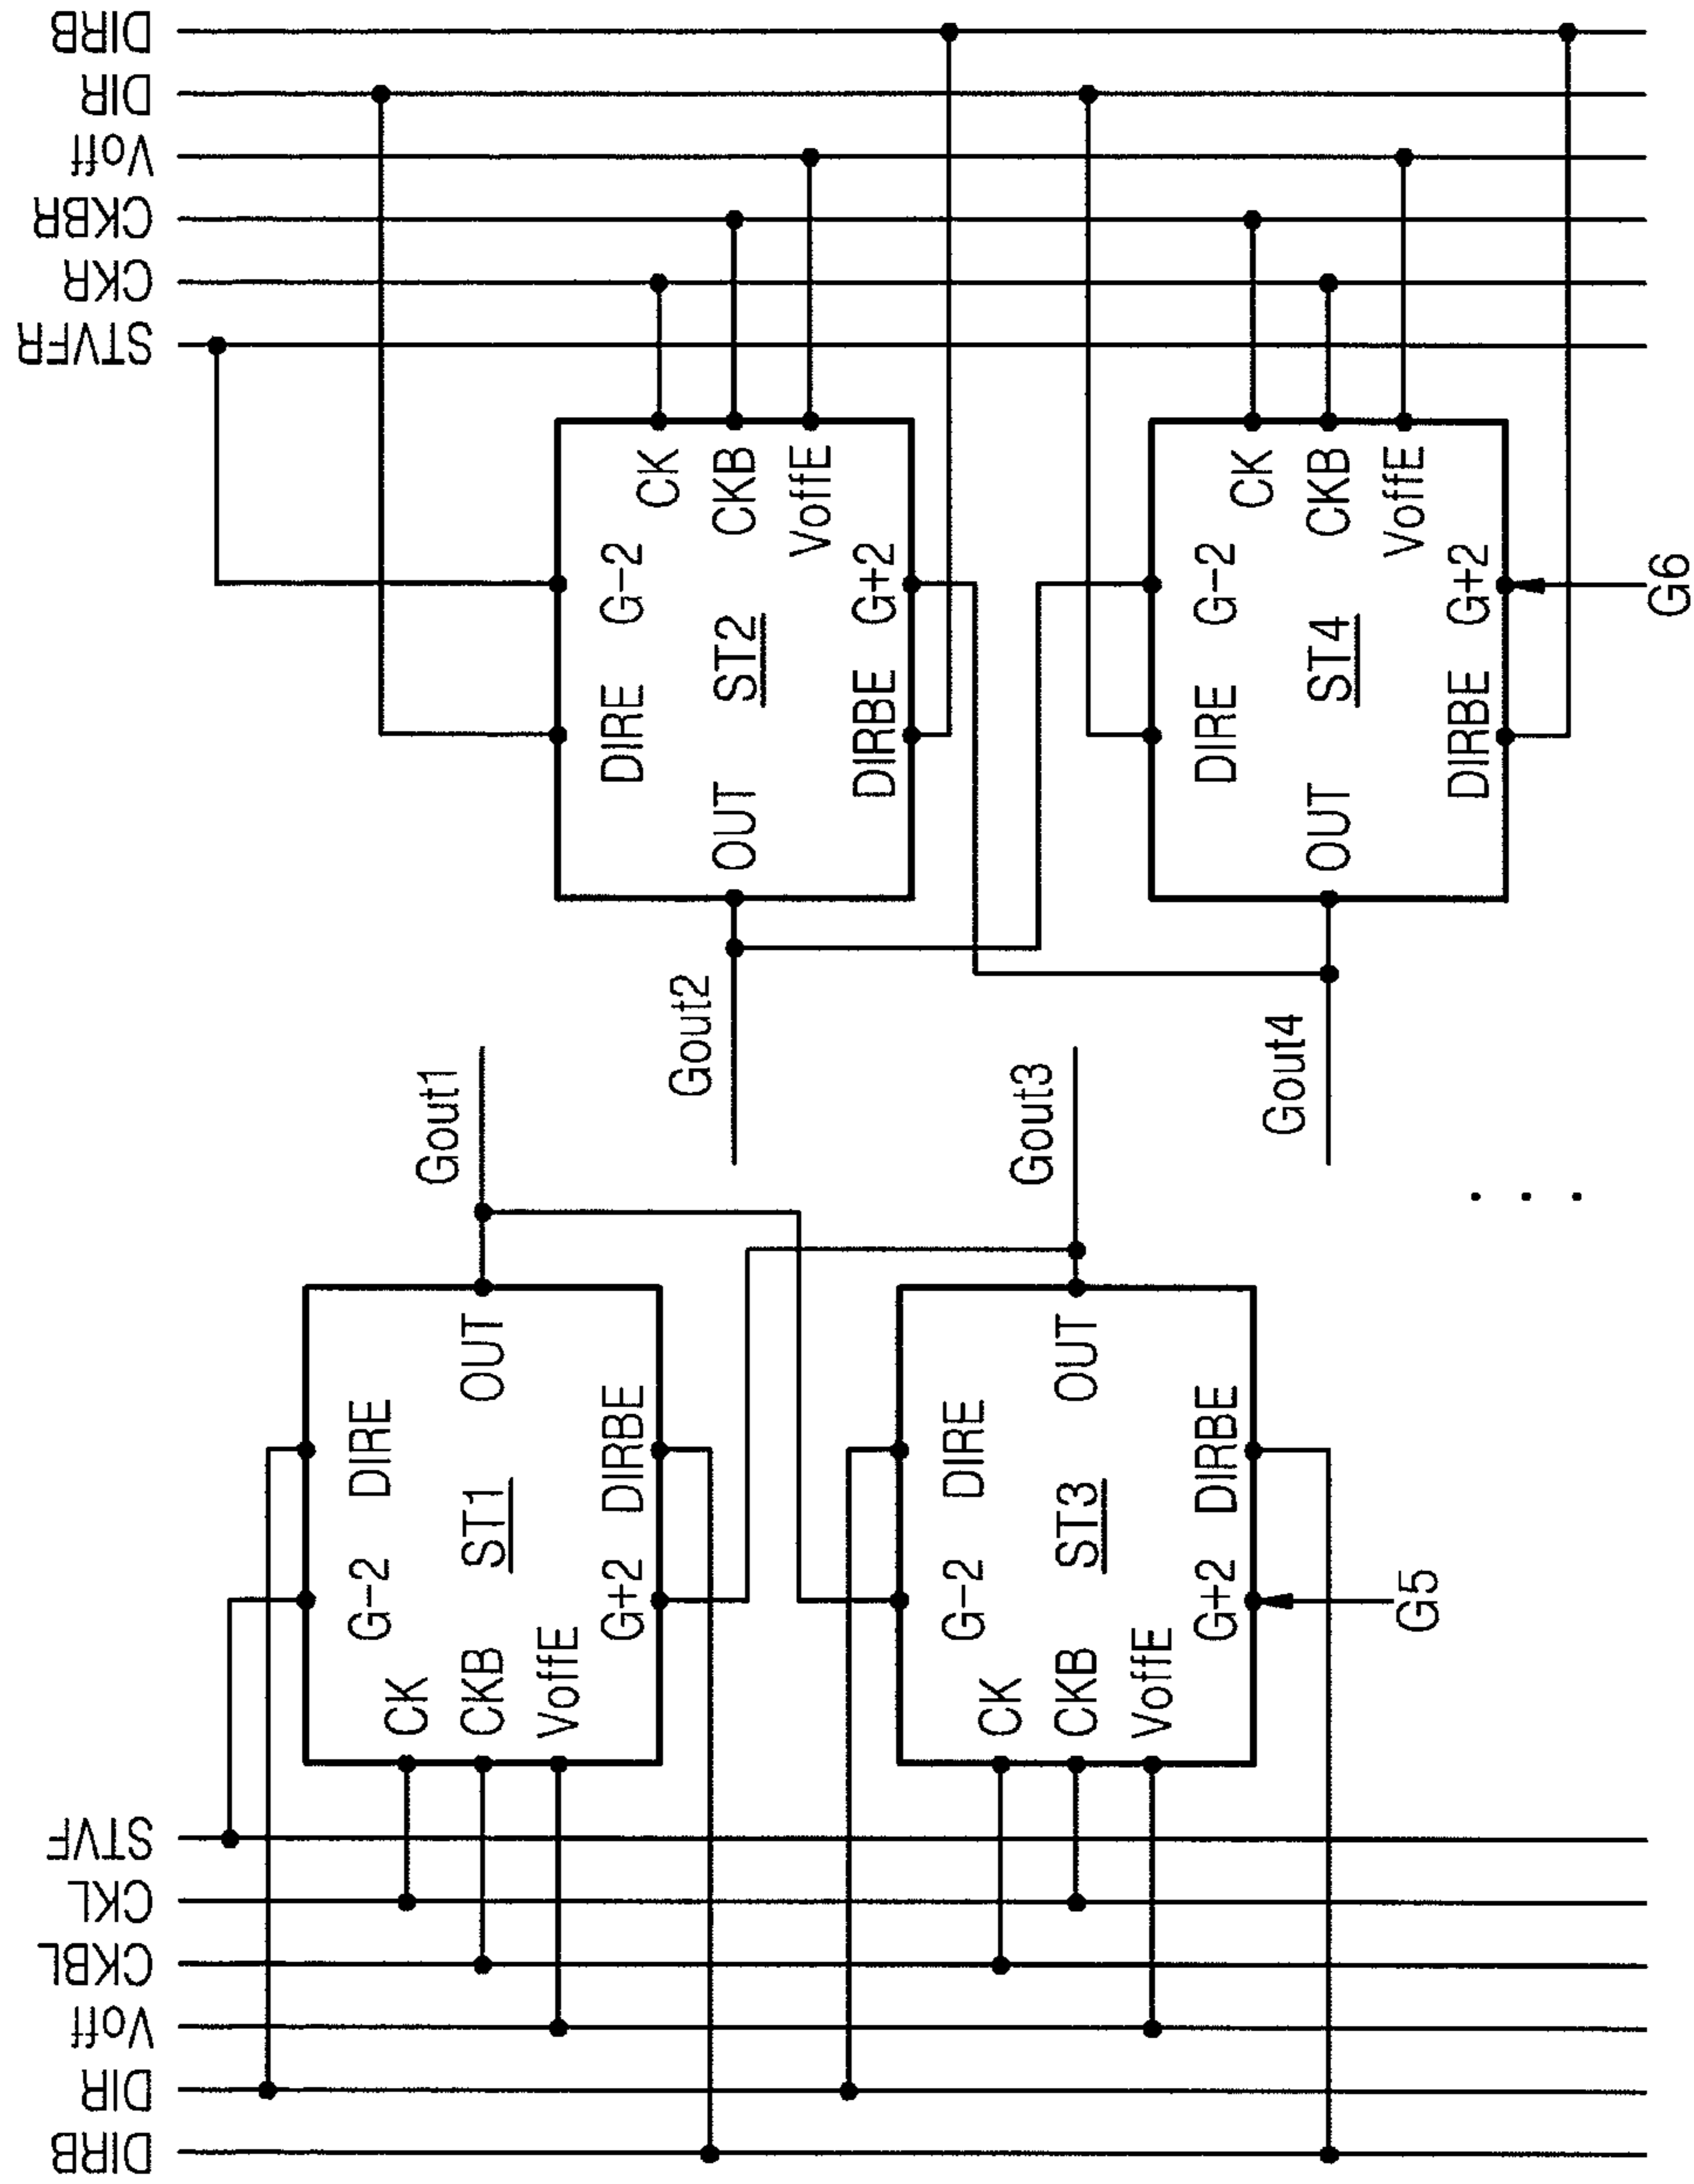 DIRB
DIR
Voff
CKBL
CKL
STVF
STVFR
CKR
CKBR
Voff
DIR
DIRB
CK
CKB
VoffE
G-2
ST1
G+2
DIRE
OUT
DIRBE
Gout1
Gout2
OUT
DIRE
DIRBE
G-2
ST2
G+2
CK
CKB
VoffE
CK
CKB
VoffE
G-2
ST3
G+2
DIRE
OUT
DIRBE
G5
Gout3
Gout4
OUT
DIRE
DIRBE
G-2
ST4
G+2
CK
CKB
VoffE
G6
. . .